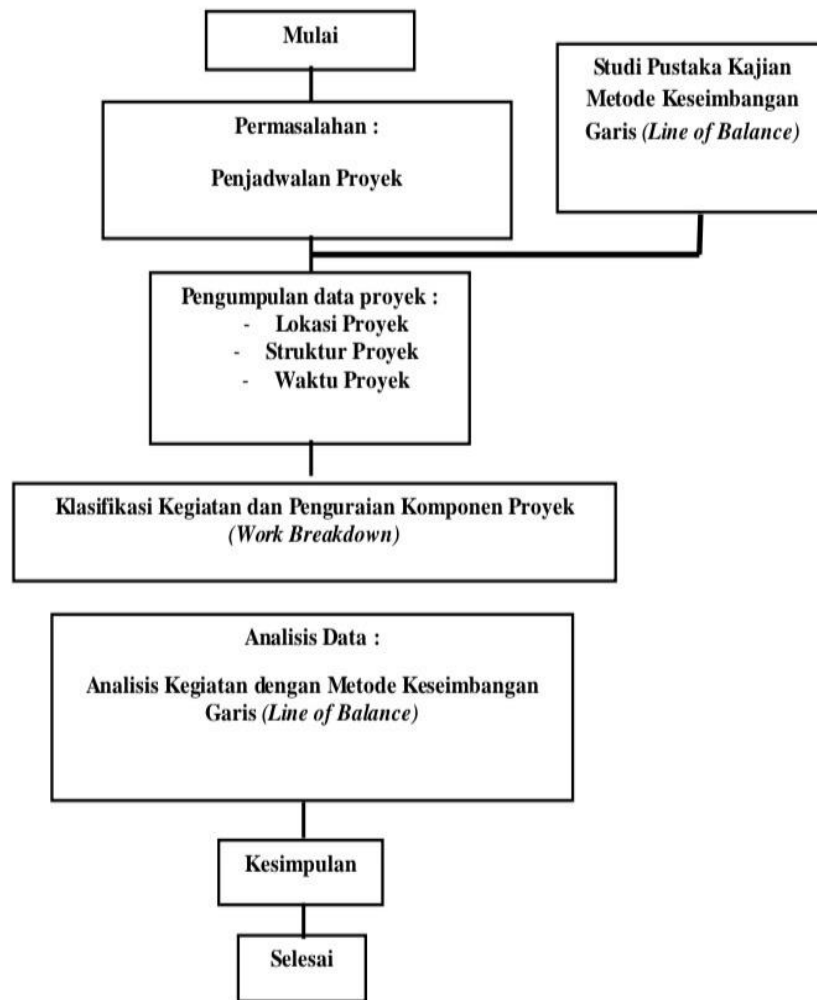 Mulai
Studi Pustaka Kajian
Metode Keseimbangan
Garis (Line of Balance)
Permasalahan :
Penjadwalan Proyek
Pengumpulan data proyek :
- Lokasi Proyek
- Struktur Proyek
- Waktu Proyek
Klasifikasi Kegiatan dan Penguraian Komponen Proyek
(Work Breakdown)
Analisis Data :
Analisis Kegiatan dengan Metode Keseimbangan
Garis (Line of Balance)
Kesimpulan
Selesai